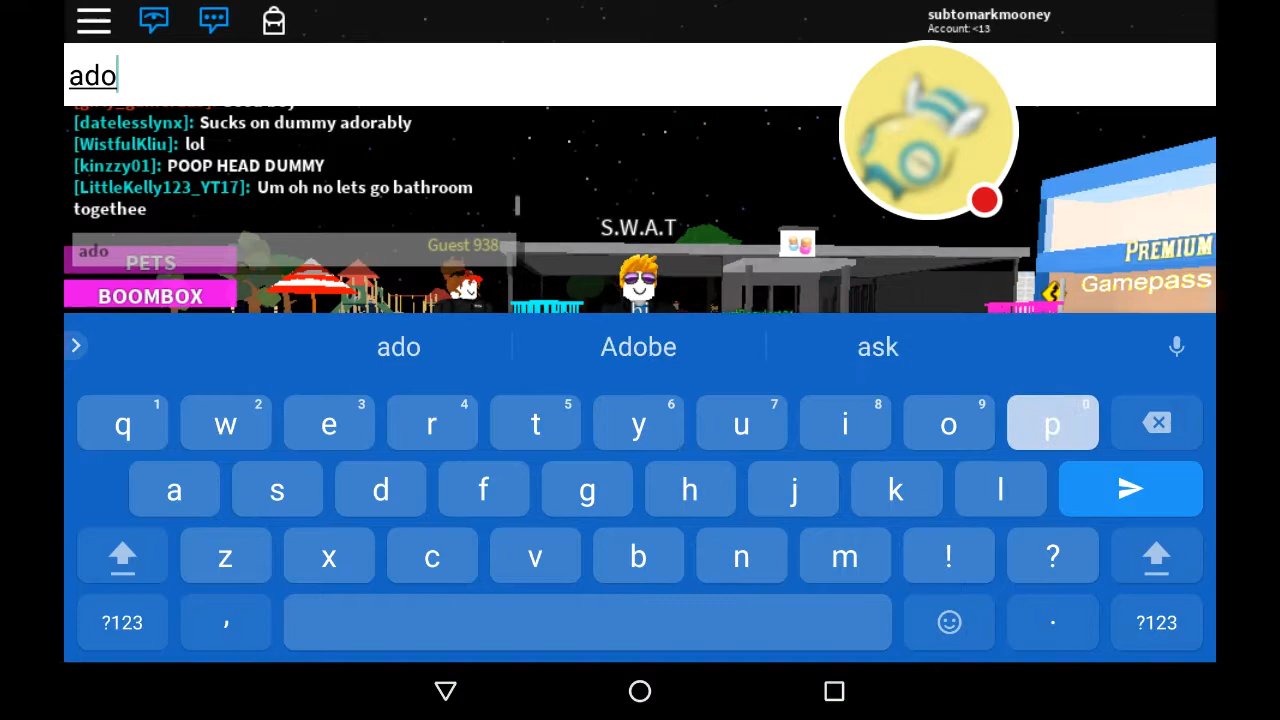 subtomarkmooney
Account: <13
ado
[datelesslynx]: Sucks on dummy adorably
[WistfulKliu]: lol
[kinzzy01]: POOP HEAD DUMMY
[LittleKelly123_YT17]: Um oh no lets go bathroom
togethee
ado
Guest 938
S.W.A.T
PETS
BOOMBOX
PREMIUM
Gamepass
hi
ado Adobe ask
q 1 w 2 e 3 r 4 t 5 y 6 u 7 i 8 o 9 p 0
a s d f g h j k l
z x c v b n m ! ?
?123 , . ?123